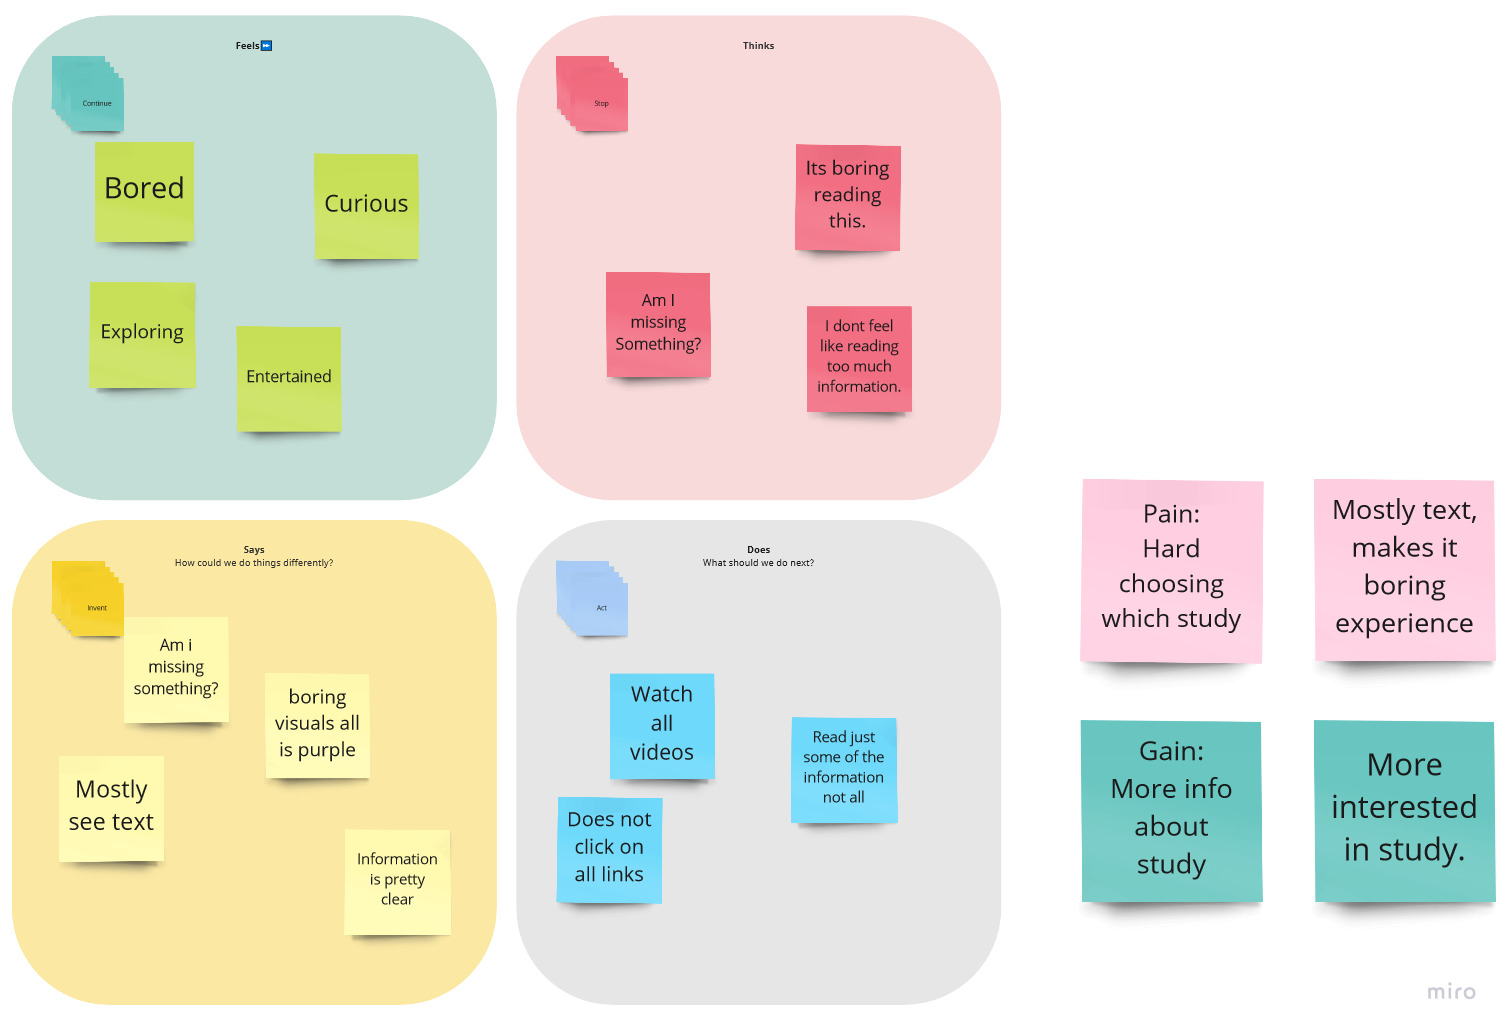 Feels
Continue
Bored
Curious
Exploring
Entertained
Thinks
Stop
Its boring
reading
this.
Am I
missing
Something?
I dont feel
like reading
too much
information.
Says
How could we do things differently?
Invent
Am i
missing
something?
boring
visuals all
is purple
Mostly
see text
Information
is pretty
clear
Does
What should we do next?
Act
Watch
all
videos
Read just
some of the
information
not all
Does not
click on
all links
Pain:
Hard
choosing
which study
Mostly text,
makes it
boring
experience
Gain:
More info
about
study
More
interested
in study.
miro